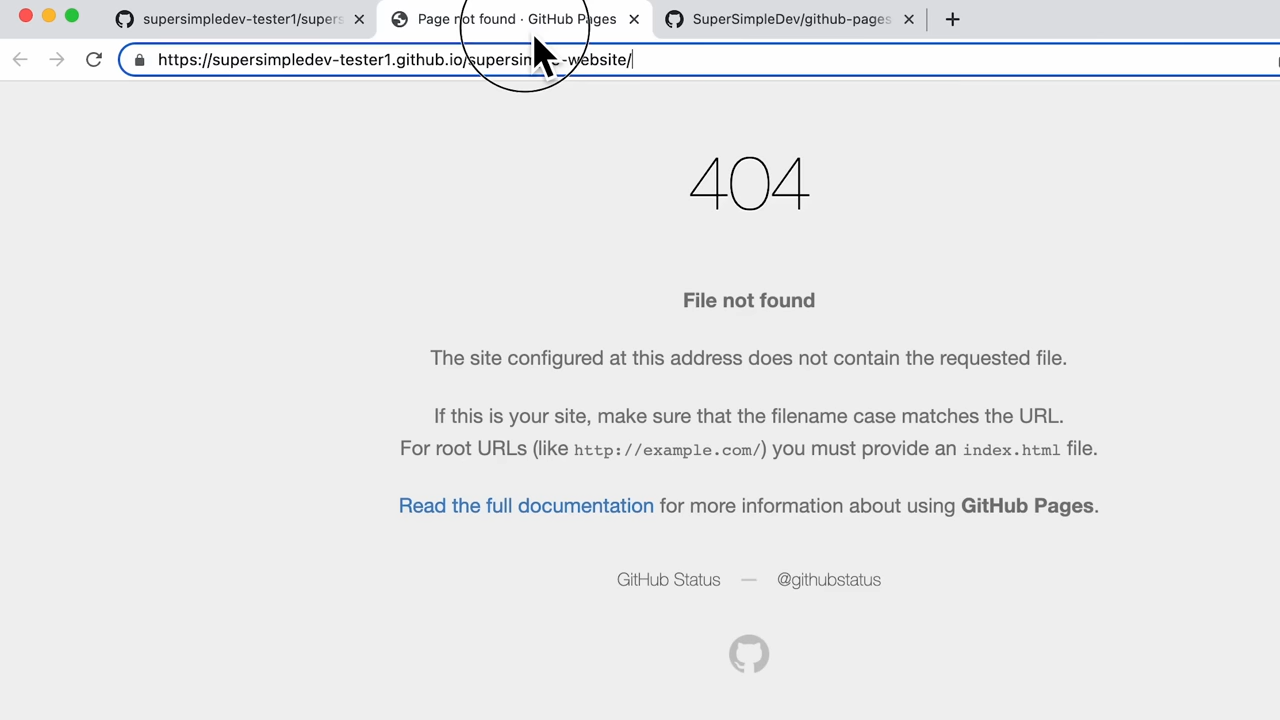 supersimpledev-tester1/supers
Page not found · GitHub Pages
SuperSimpleDev/github-pages
https://supersimpledev-tester1.github.io/supersim -website/
404
File not found
The site configured at this address does not contain the requested file.
If this is your site, make sure that the filename case matches the URL.
For root URLs (like http://example.com/) you must provide an index.html file.
Read the full documentation for more information about using GitHub Pages.
GitHub Status — @githubstatus